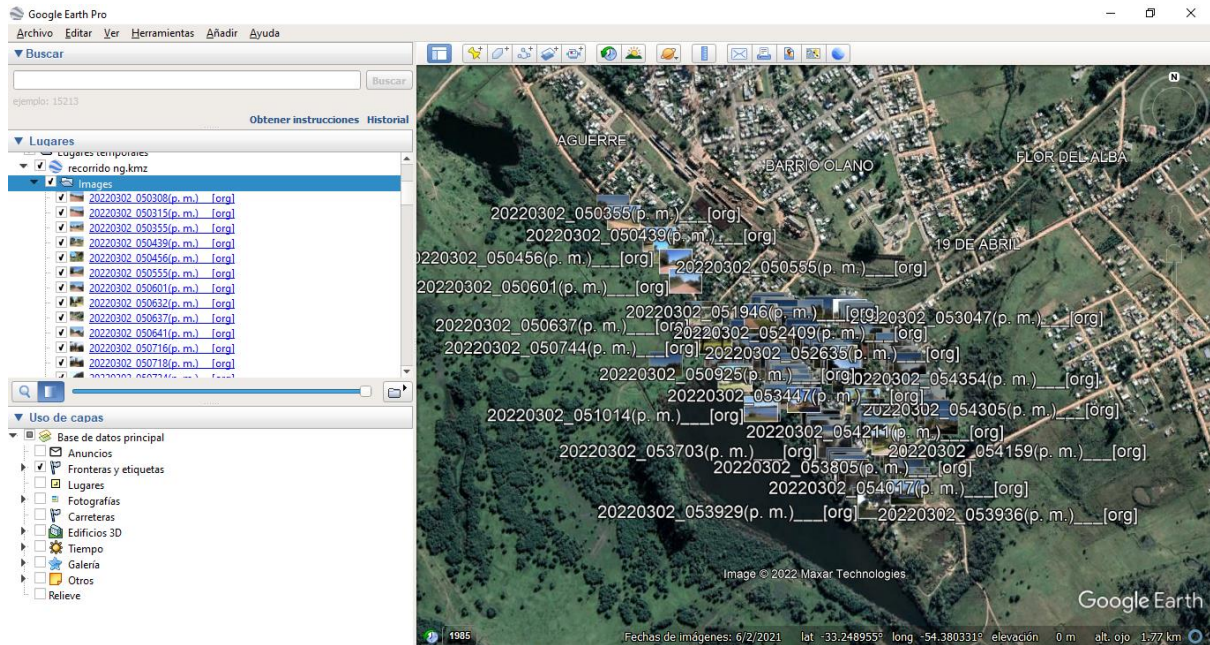 Google Earth Pro
Archivo Editar Ver Herramientas Añadir Ayuda
Buscar
Buscar
ejemplo: 15213
Obtener instrucciones Historial
Lugares
Lugares temporales
recorrido ng.kmz
Images
20220302_050308(p. m.)___[org]
20220302_050315(p. m.)___[org]
20220302_050355(p. m.)___[org]
20220302_050439(p. m.)___[org]
20220302_050456(p. m.)___[org]
20220302_050555(p. m.)___[org]
20220302_050601(p. m.)___[org]
20220302_050632(p. m.)___[org]
20220302_050637(p. m.)___[org]
20220302_050641(p. m.)___[org]
20220302_050716(p. m.)___[org]
20220302_050718(p. m.)___[org]
20220302_050724(p. m.)___[org]
Uso de capas
Base de datos principal
Anuncios
Fronteras y etiquetas
Lugares
Fotografías
Carreteras
Edificios 3D
Tiempo
Galería
Otros
Relieve
N
AGUERRE
BARRIO OLANO
FLOR DEL ALBA
20220302_050355(p. m.)___[org]
20220302_050439(p. m.)___[org]
19 DE ABRIL
20220302_050456(p. m.)___[org]
20220302_050555(p. m.)___[org]
20220302_050601(p. m.)___[org]
20220302_051946(p. m.)___[org]
20220302_053047(p. m.)___[org]
20220302_050637(p. m.)___[org]
20220302_052409(p. m.)___[org]
20220302_050744(p. m.)___[org]
20220302_052635(p. m.)___[org]
20220302_050925(p. m.)___[org]
20220302_054354(p. m.)___[org]
20220302_053447(p. m.)___[org]
20220302_051014(p. m.)___[org]
20220302_054305(p. m.)___[org]
20220302_054211(p. m.)___[org]
20220302_053703(p. m.)___[org]
20220302_054159(p. m.)___[org]
20220302_053805(p. m.)___[org]
20220302_054017(p. m.)___[org]
20220302_053929(p. m.)___[org]
20220302_053936(p. m.)___[org]
Image © 2022 Maxar Technologies
Google Earth
1985
Fechas de imágenes: 6/2/2021 lat -33.248955° long -54.380331° elevación 0 m alt. ojo 1.77 km